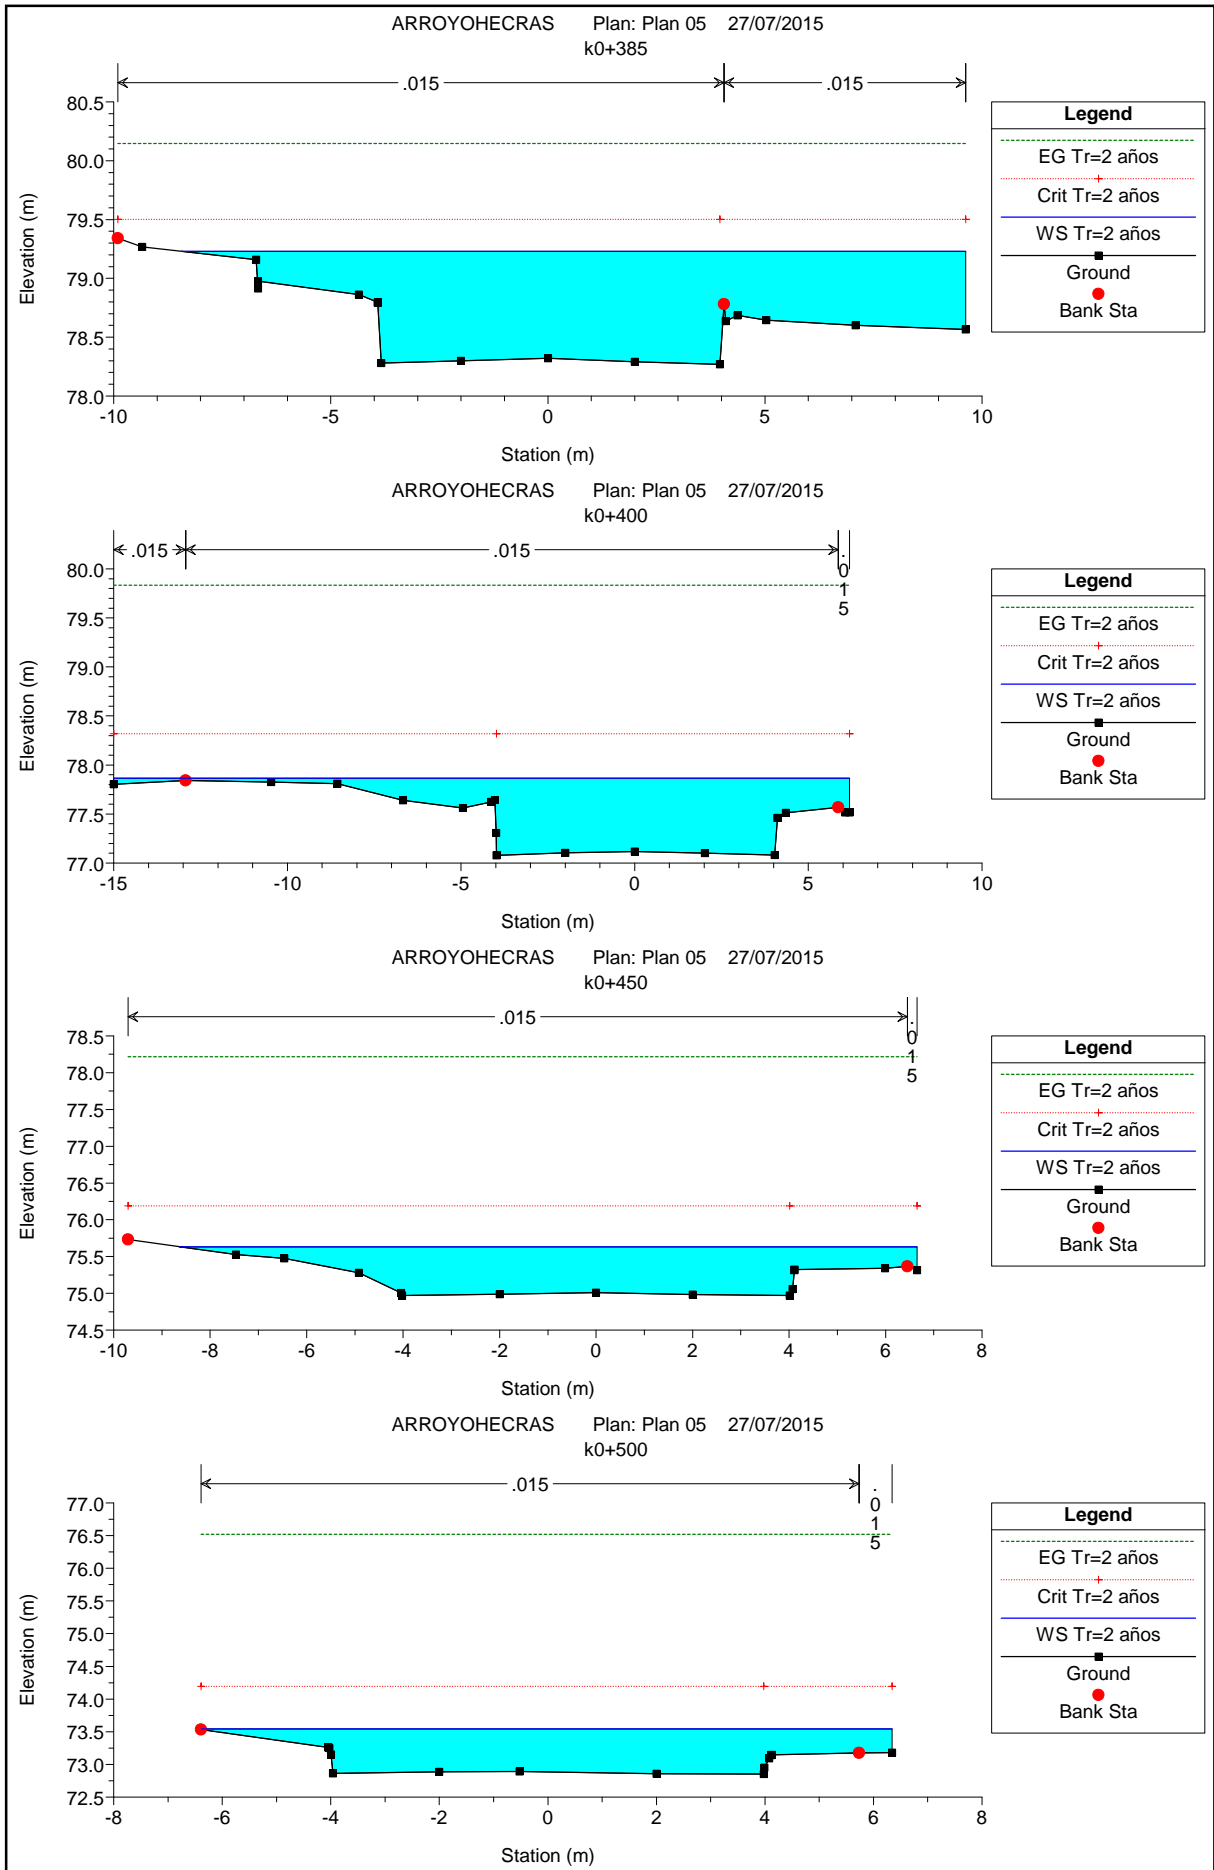 ARROYOHECRAS Plan: Plan 05 27/07/2015
k0+385
.015 .015
80.5
80.0
79.5
79.0
78.5
78.0
Elevation (m)
-10 -5 0 5 10
Station (m)
Legend
EG Tr=2 años
Crit Tr=2 años
WS Tr=2 años
Ground
Bank Sta
ARROYOHECRAS Plan: Plan 05 27/07/2015
k0+400
.015 .015 .015
80.0
79.5
79.0
78.5
78.0
77.5
77.0
Elevation (m)
-15 -10 -5 0 5 10
Station (m)
Legend
EG Tr=2 años
Crit Tr=2 años
WS Tr=2 años
Ground
Bank Sta
ARROYOHECRAS Plan: Plan 05 27/07/2015
k0+450
.015 .015
78.5
78.0
77.5
77.0
76.5
76.0
75.5
75.0
74.5
Elevation (m)
-10 -8 -6 -4 -2 0 2 4 6 8
Station (m)
Legend
EG Tr=2 años
Crit Tr=2 años
WS Tr=2 años
Ground
Bank Sta
ARROYOHECRAS Plan: Plan 05 27/07/2015
k0+500
.015 .015
77.0
76.5
76.0
75.5
75.0
74.5
74.0
73.5
73.0
72.5
Elevation (m)
-8 -6 -4 -2 0 2 4 6 8
Station (m)
Legend
EG Tr=2 años
Crit Tr=2 años
WS Tr=2 años
Ground
Bank Sta